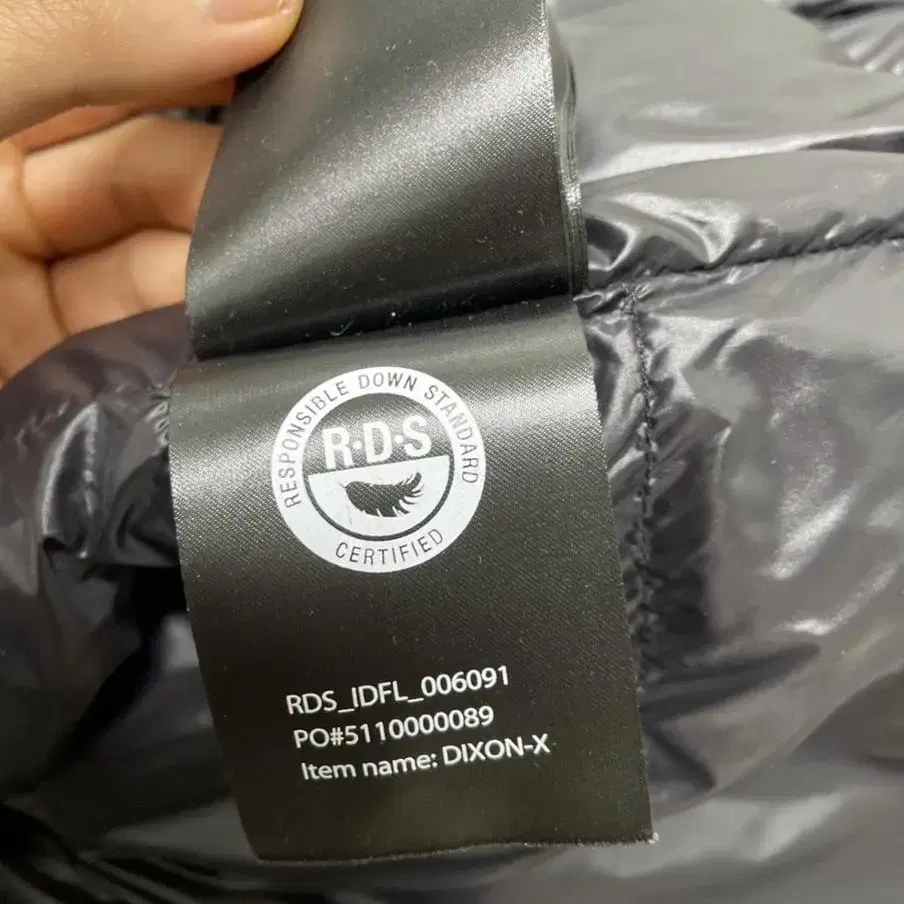 RESPONSIBLE DOWN STANDARD
R·D·S
CERTIFIED
RDS_IDFL_006091
PO#5110000089
Item name: DIXON-X